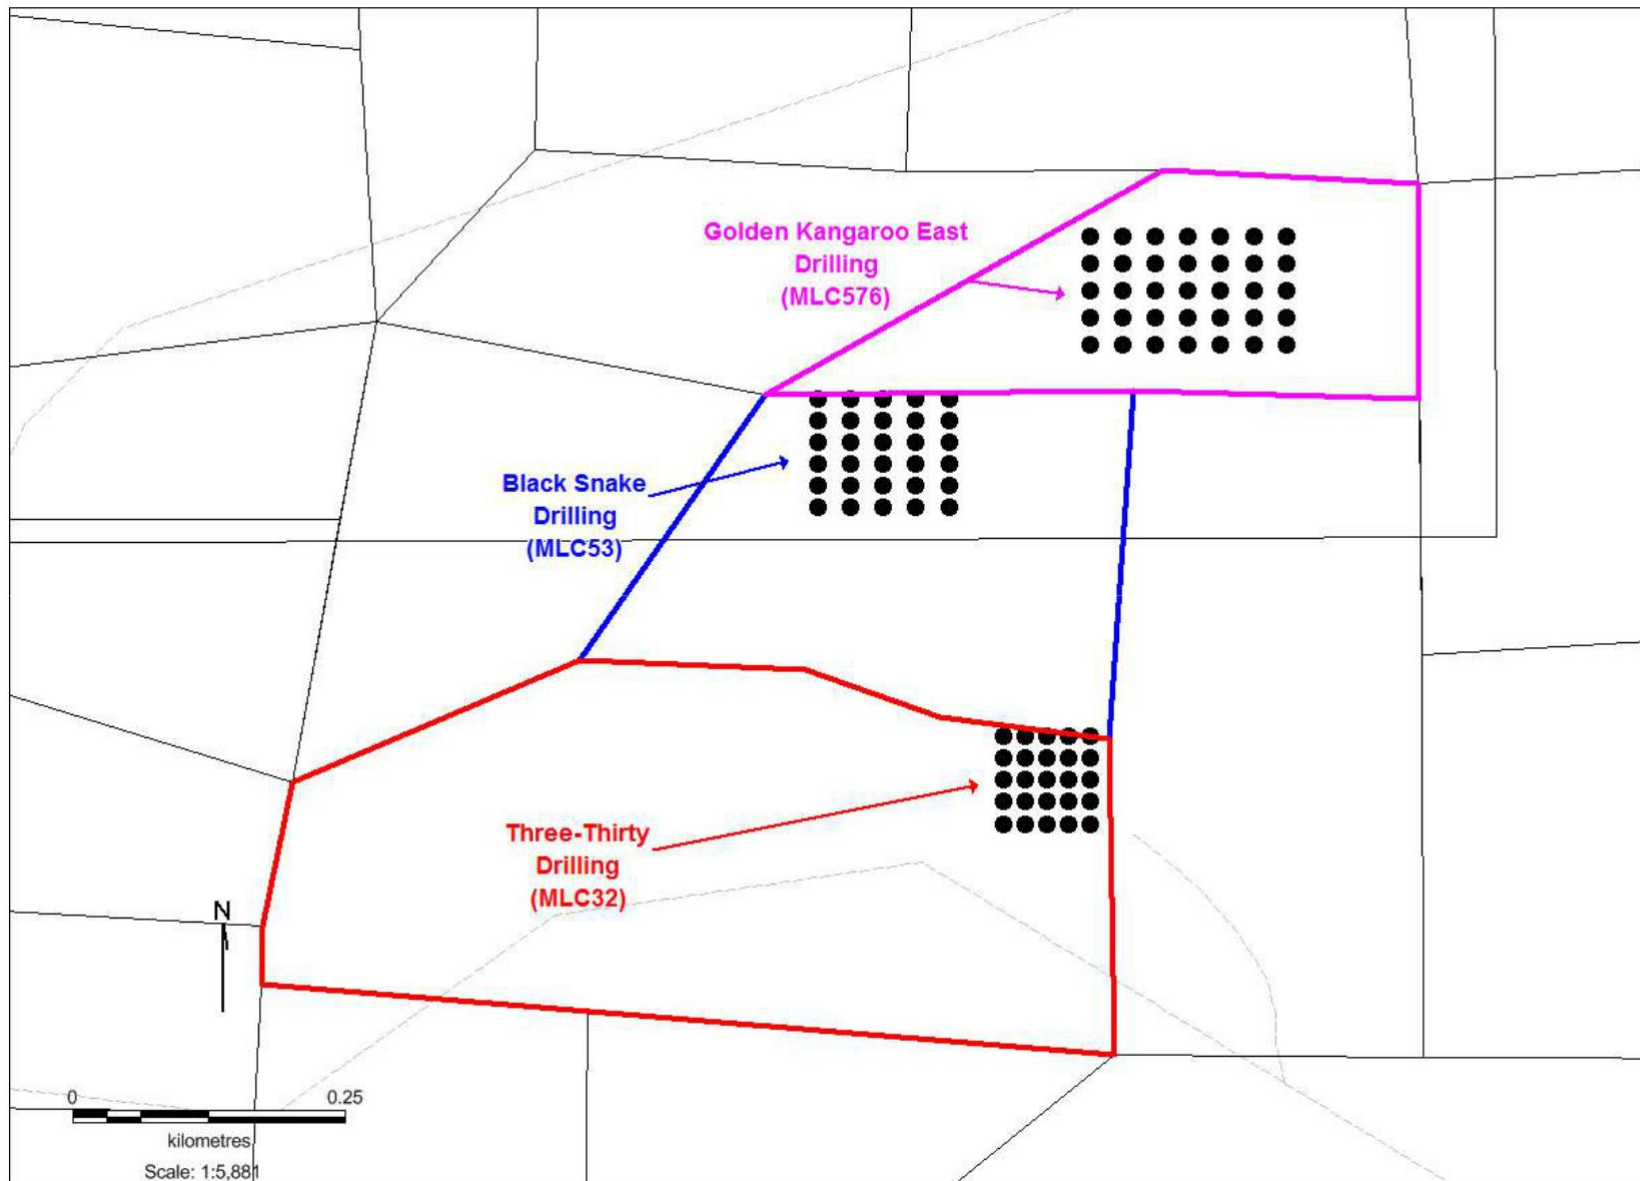 Golden Kangaroo East
Drilling
(MLC576)
Black Snake
Drilling
(MLC53)
Three-Thirty
Drilling
(MLC32)
N
0 0.25
kilometres
Scale: 1:5,881